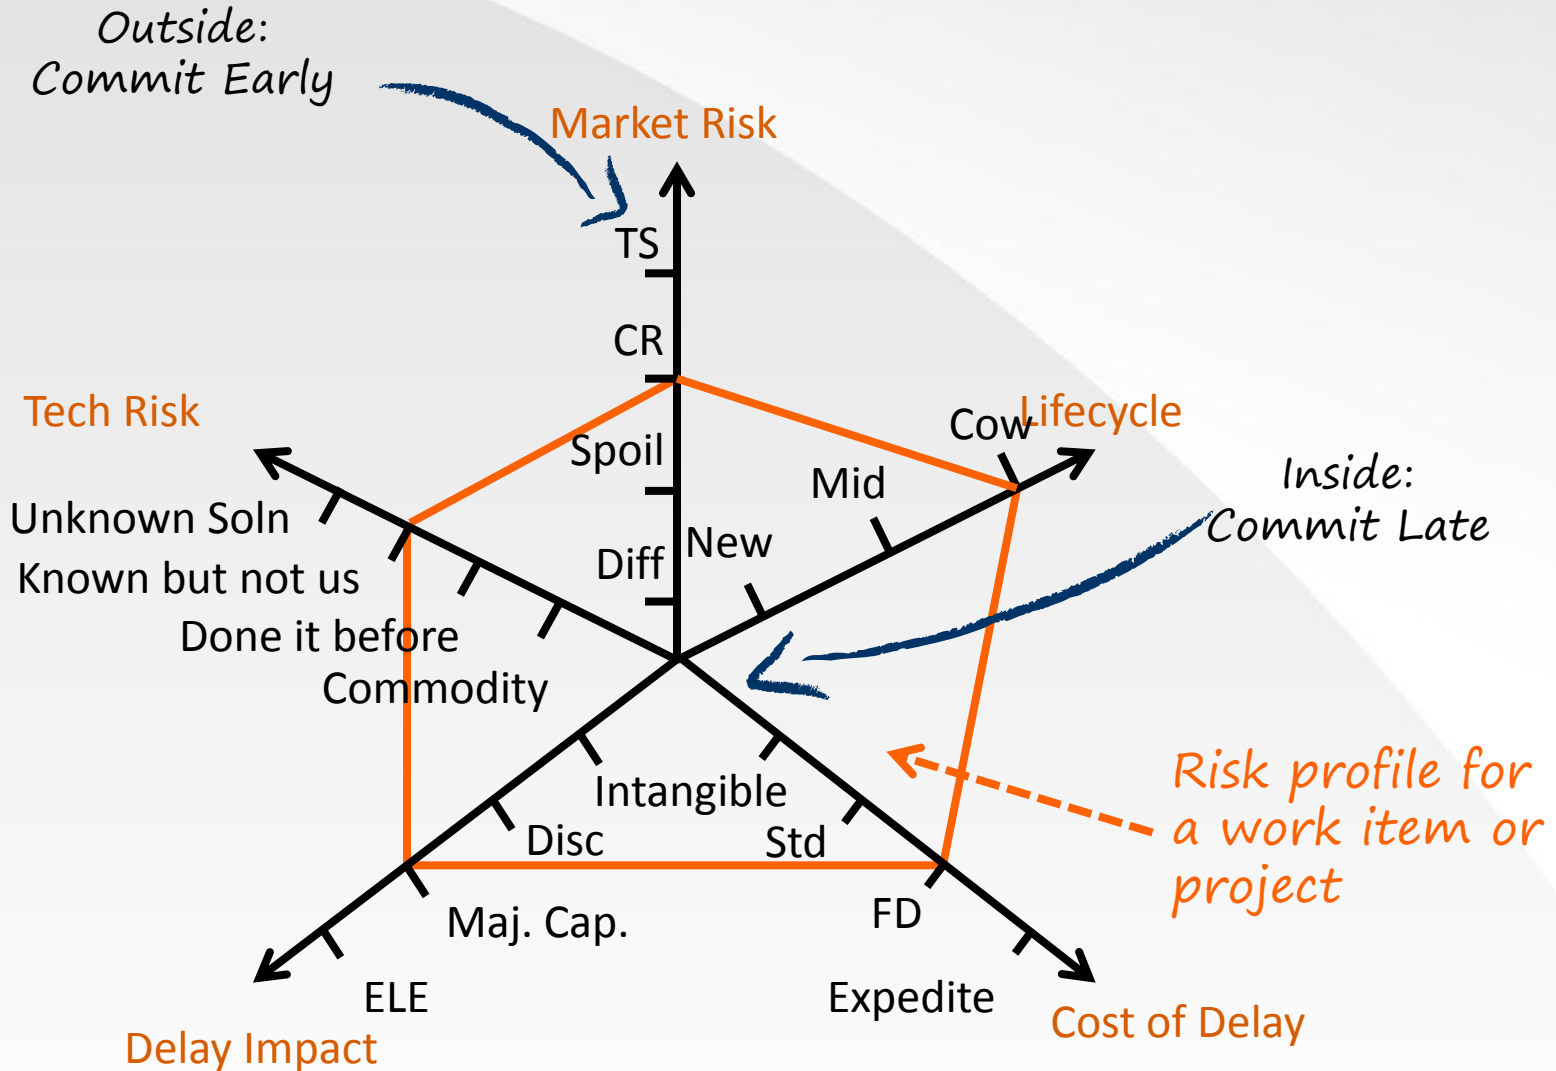 Outside:
Commit Early
Market Risk
TS
CR
Tech Risk
Lifecycle
Cow
Spoil
Mid
Inside:
Commit Late
Unknown Soln
New
Diff
Known but not us
Done it before
Commodity
Intangible
Risk profile for
a work item or
project
Disc
Std
Maj. Cap.
FD
ELE
Expedite
Delay Impact
Cost of Delay